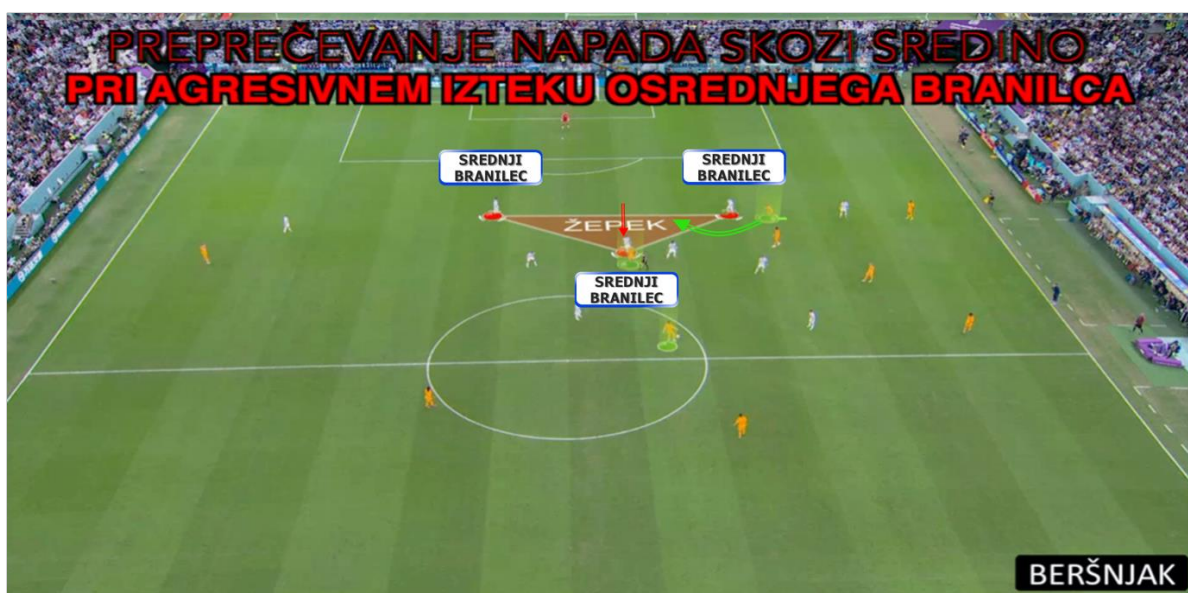 PREPREČEVANJE NAPADA SKOZI SREDINO
PRI AGRESIVNEM IZTEKU OSREDNJEGA BRANILCA
SREDNJI
BRANILEC
SREDNJI
BRANILEC
ŽEPEK
SREDNJI
BRANILEC
BERŠNJAK